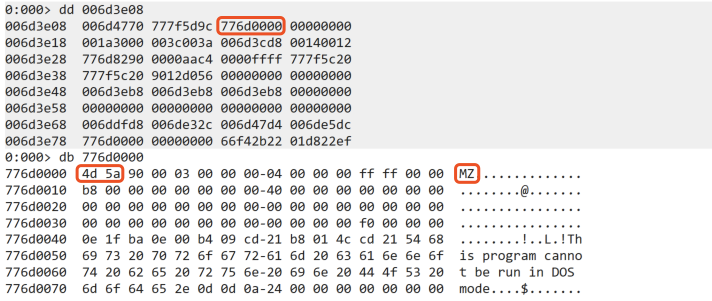 0:000> dd 006d3e08
006d3e08 006d4770 777f5d9c 776d0000 00000000
006d3e18 001a3000 003c003a 006d3cd8 00140012
006d3e28 776d8290 0000aac4 0000ffff 777f5c20
006d3e38 777f5c20 9012d056 00000000 00000000
006d3e48 006d3eb8 006d3eb8 006d3eb8 00000000
006d3e58 00000000 00000000 00000000 00000000
006d3e68 006ddfd8 006de32c 006d47d4 006de5dc
006d3e78 776d0000 00000000 66f42b22 01d822ef
0:000> db 776d0000
776d0000 4d 5a 90 00 03 00 00 00-04 00 00 00 ff ff 00 00 MZ..............
776d0010 b8 00 00 00 00 00 00 00-40 00 00 00 00 00 00 00 ........@.......
776d0020 00 00 00 00 00 00 00 00-00 00 00 00 00 00 00 00 ................
776d0030 00 00 00 00 00 00 00 00-00 00 00 00 f0 00 00 00 ................
776d0040 0e 1f ba 0e 00 b4 09 cd-21 b8 01 4c cd 21 54 68 ........!..L.!Th
776d0050 69 73 20 70 72 6f 67 72-61 6d 20 63 61 6e 6e 6f is program canno
776d0060 74 20 62 65 20 72 75 6e-20 69 6e 20 44 4f 53 20 t be run in DOS
776d0070 6d 6f 64 65 2e 0d 0d 0a-24 00 00 00 00 00 00 00 mode....$.......